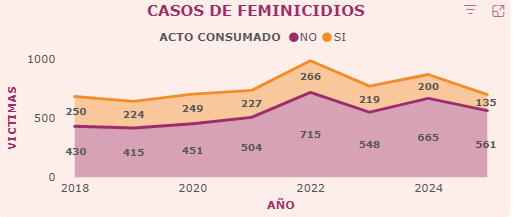 CASOS DE FEMINICIDIOS
ACTO CONSUMADO NO SI
VICTIMAS
1000
500
0
250 224 249 227 266 219 200 135
430 415 451 504 715 548 665 561
2018 2020 2022 2024
AÑO